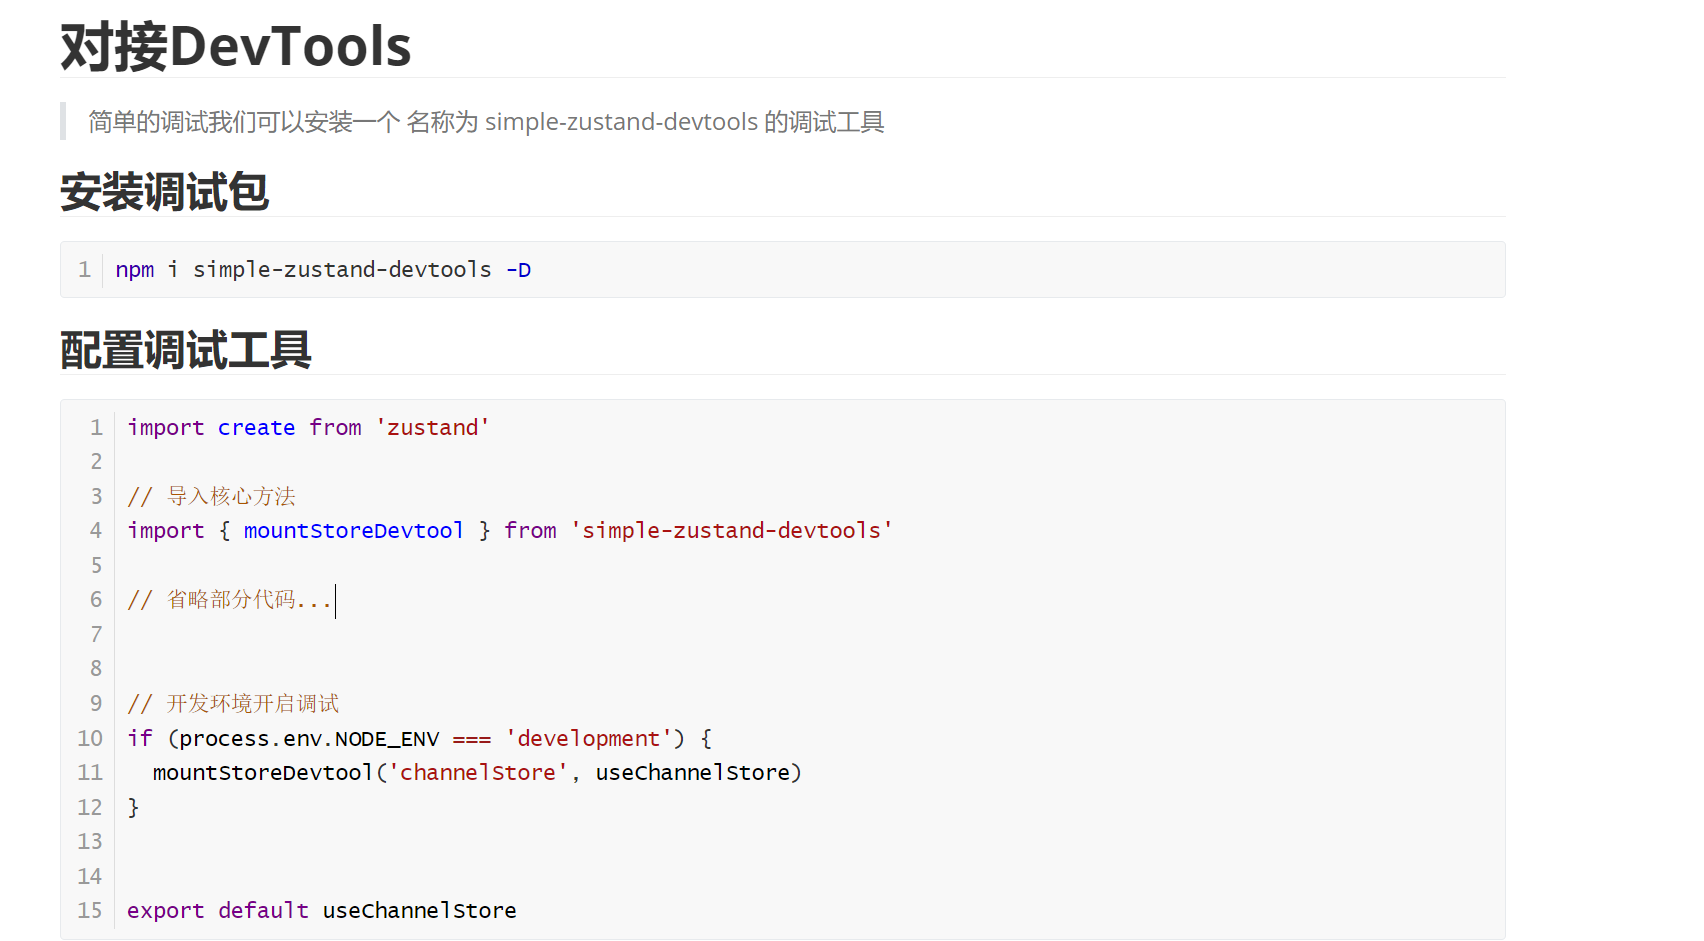 对接DevTools
简单的调试我们可以安装一个 名称为 simple-zustand-devtools 的调试工具
安装调试包
1 npm i simple-zustand-devtools -D
配置调试工具
1 import create from 'zustand'
2
3 // 导入核心方法
4 import { mountStoreDevtool } from 'simple-zustand-devtools'
5
6 // 省略部分代码...
7
8
9 // 开发环境开启调试
10 if (process.env.NODE_ENV === 'development') {
11   mountStoreDevtool('channelStore', useChannelStore)
12 }
13
14
15 export default useChannelStore